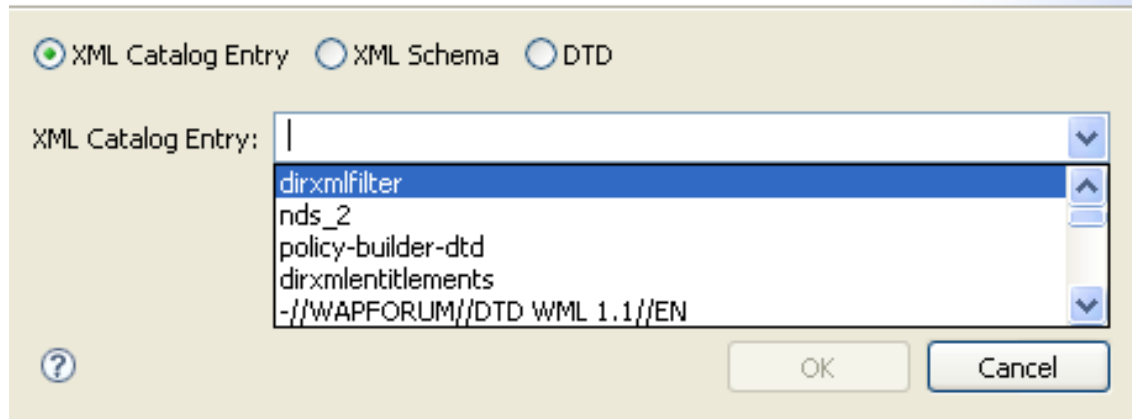 XML Catalog Entry XML Schema DTD
XML Catalog Entry:
dirxmlfilter
nds_2
policy-builder-dtd
dirxmlentitlements
-//WAPFORUM//DTD WML 1.1//EN
? OK Cancel